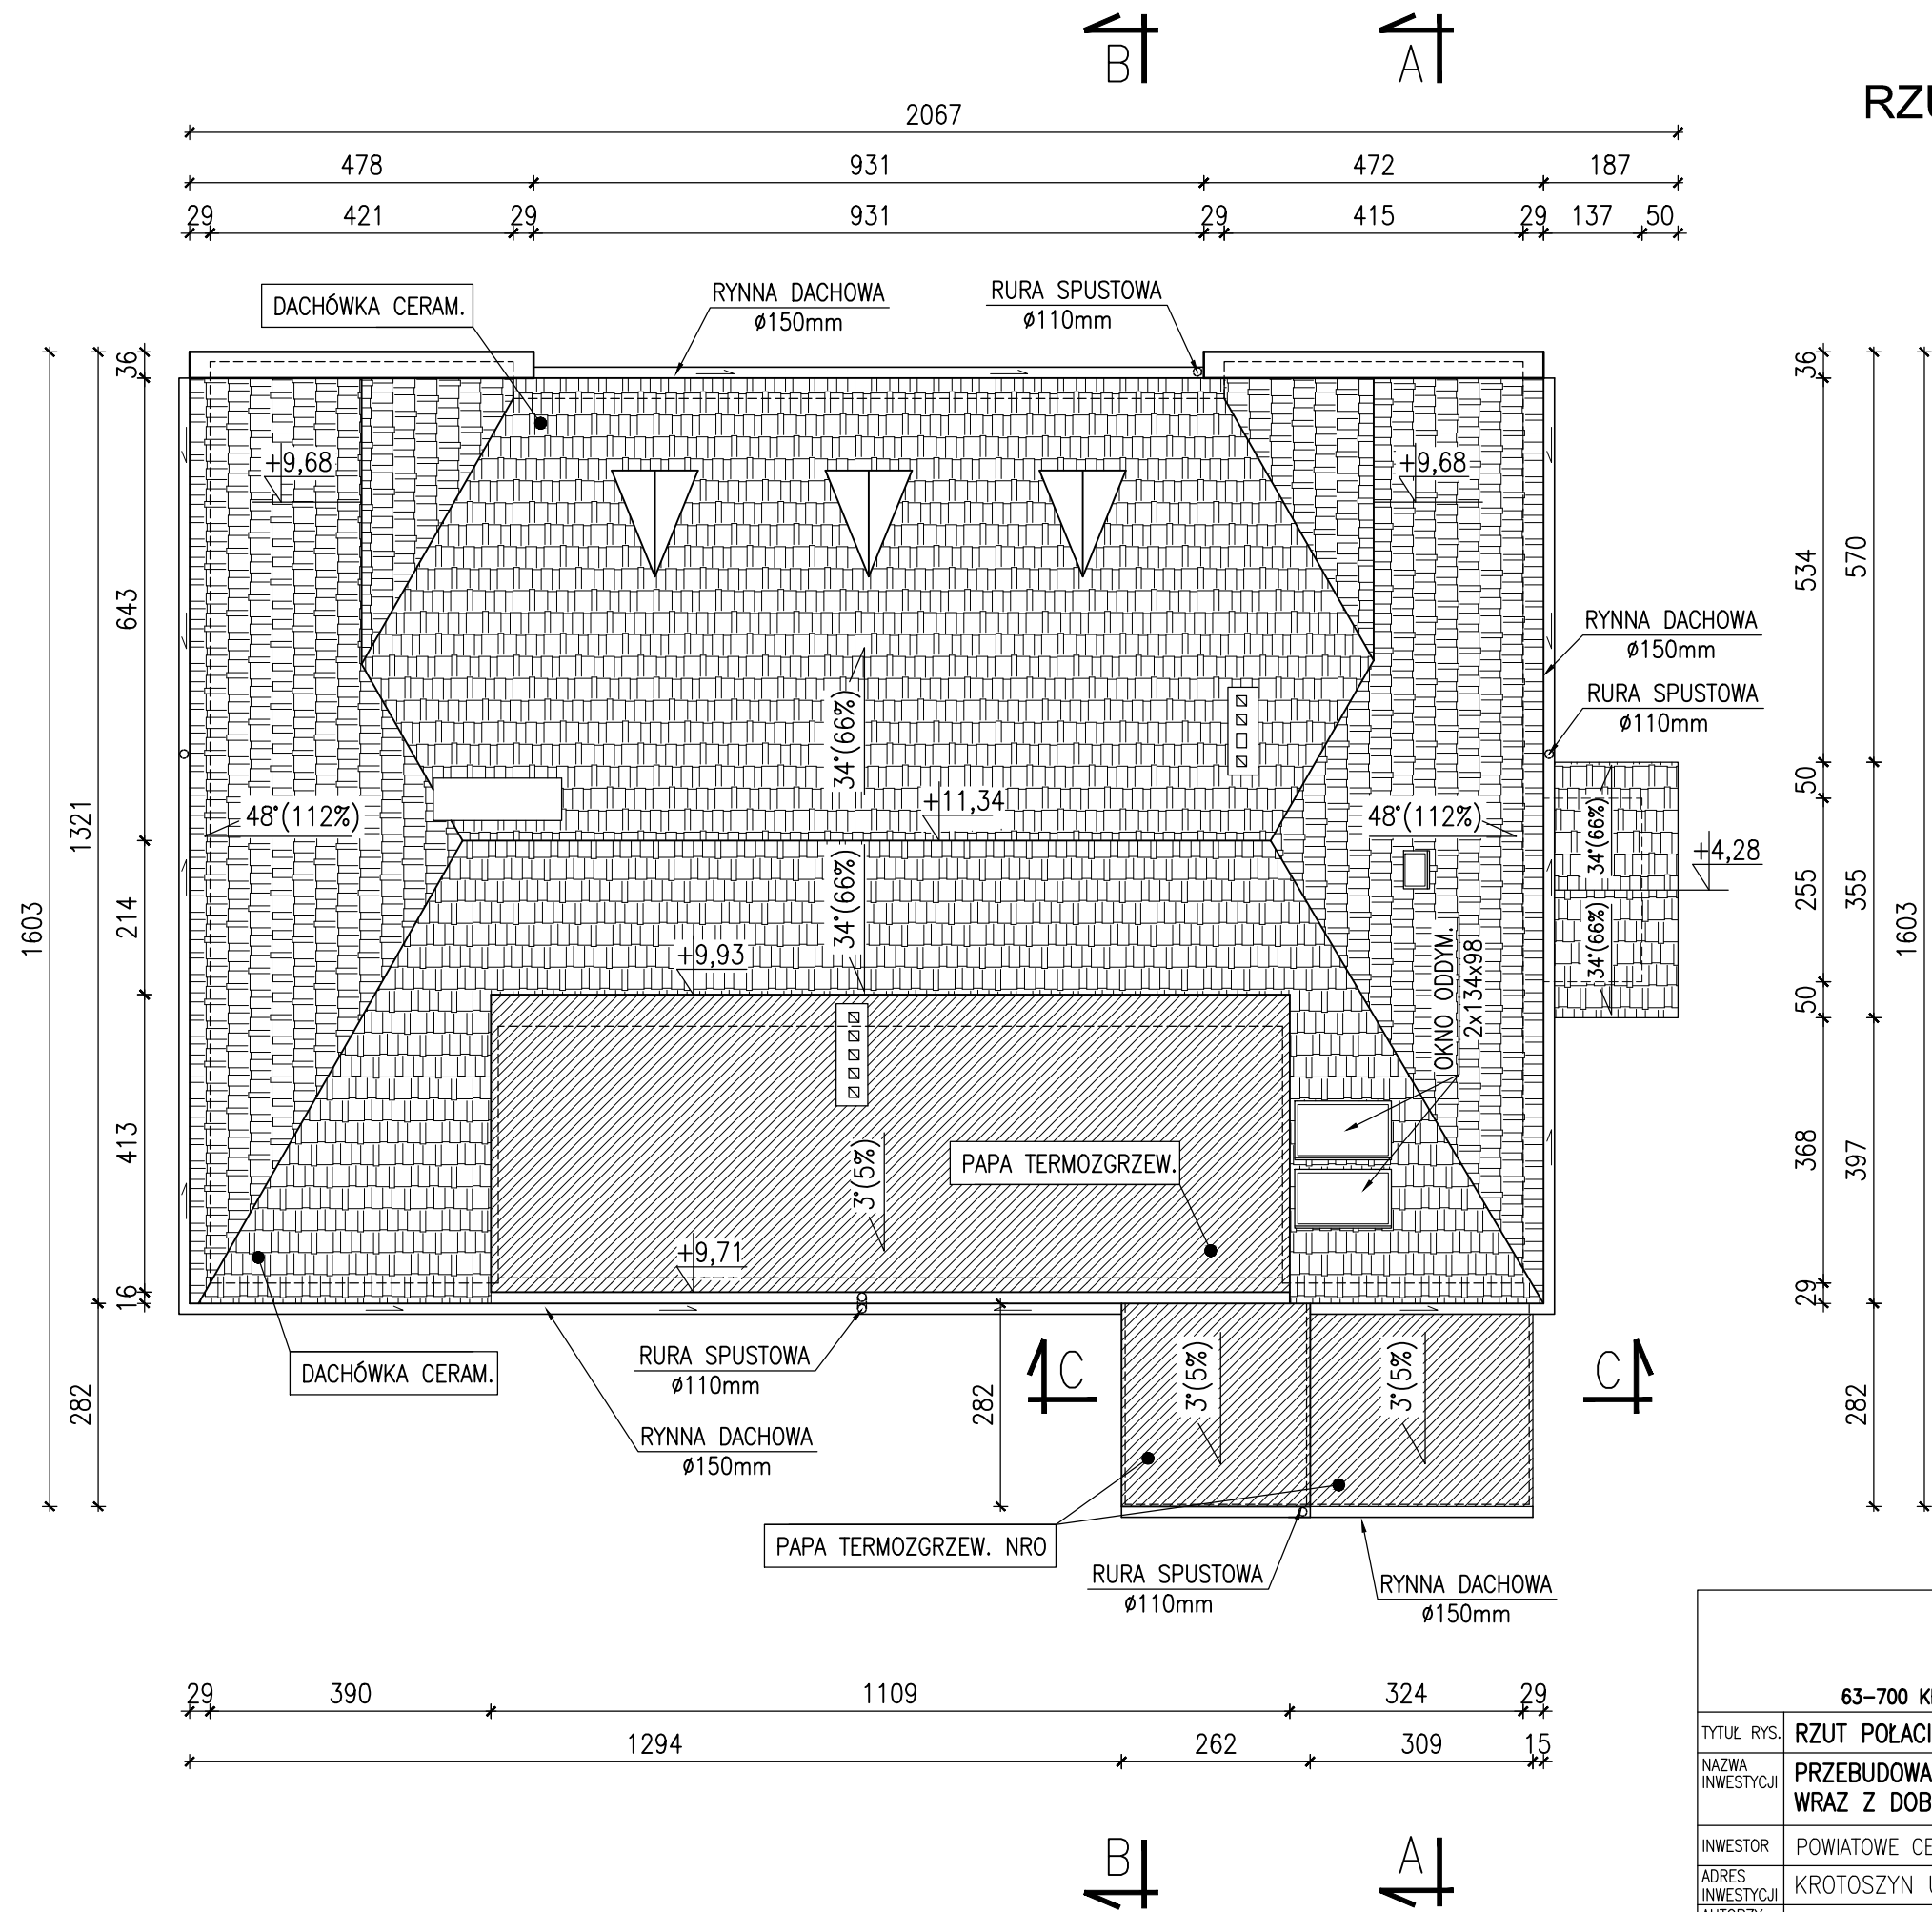 B
A
RZU
2067
478 931 472 187
29 421 29 931 29 415 29 137 50
DACHÓWKA CERAM.
RYNNA DACHOWA
ø150mm
RURA SPUSTOWA
ø110mm
36
643
214
413
16
1321
282
1603
+9,68
+9,68
34°(66%)
+11,34
48°(112%)
48°(112%)
34°(66%)
+9,93
OKNO ODDYM.
2x134x98
3°(5%)
PAPA TERMOZGRZEW.
+9,71
RYNNA DACHOWA
ø150mm
RURA SPUSTOWA
ø110mm
34°(66%)
34°(66%)
+4,28
36
534
50
255
50
368
29
570
355
397
282
1603
DACHÓWKA CERAM.
RURA SPUSTOWA
ø110mm
RYNNA DACHOWA
ø150mm
282
C
C
3°(5%)
3°(5%)
PAPA TERMOZGRZEW. NRO
RURA SPUSTOWA
ø110mm
RYNNA DACHOWA
ø150mm
29 390 1109 324 29
1294 262 309 15
B
A
63-700 K
TYTUŁ RYS. RZUT POŁACI
NAZWA
INWESTYCJI
PRZEBUDOWA
WRAZ Z DOB
INWESTOR POWIATOWE CE
ADRES
INWESTYCJI
KROTOSZYN U